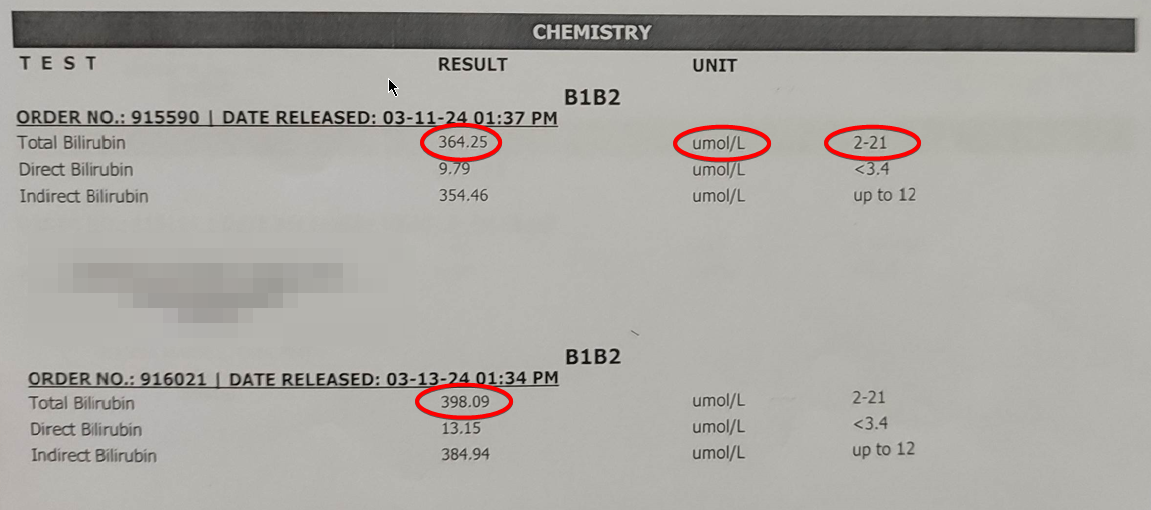 CHEMISTRY
T E S T RESULT UNIT
B1B2
ORDER NO.: 915590 | DATE RELEASED: 03-11-24 01:37 PM
Total Bilirubin 364.25 umol/L 2-21
Direct Bilirubin 9.79 umol/L <3.4
Indirect Bilirubin 354.46 umol/L up to 12
B1B2
ORDER NO.: 916021 | DATE RELEASED: 03-13-24 01:34 PM
Total Bilirubin 398.09 umol/L 2-21
Direct Bilirubin 13.15 umol/L <3.4
Indirect Bilirubin 384.94 umol/L up to 12